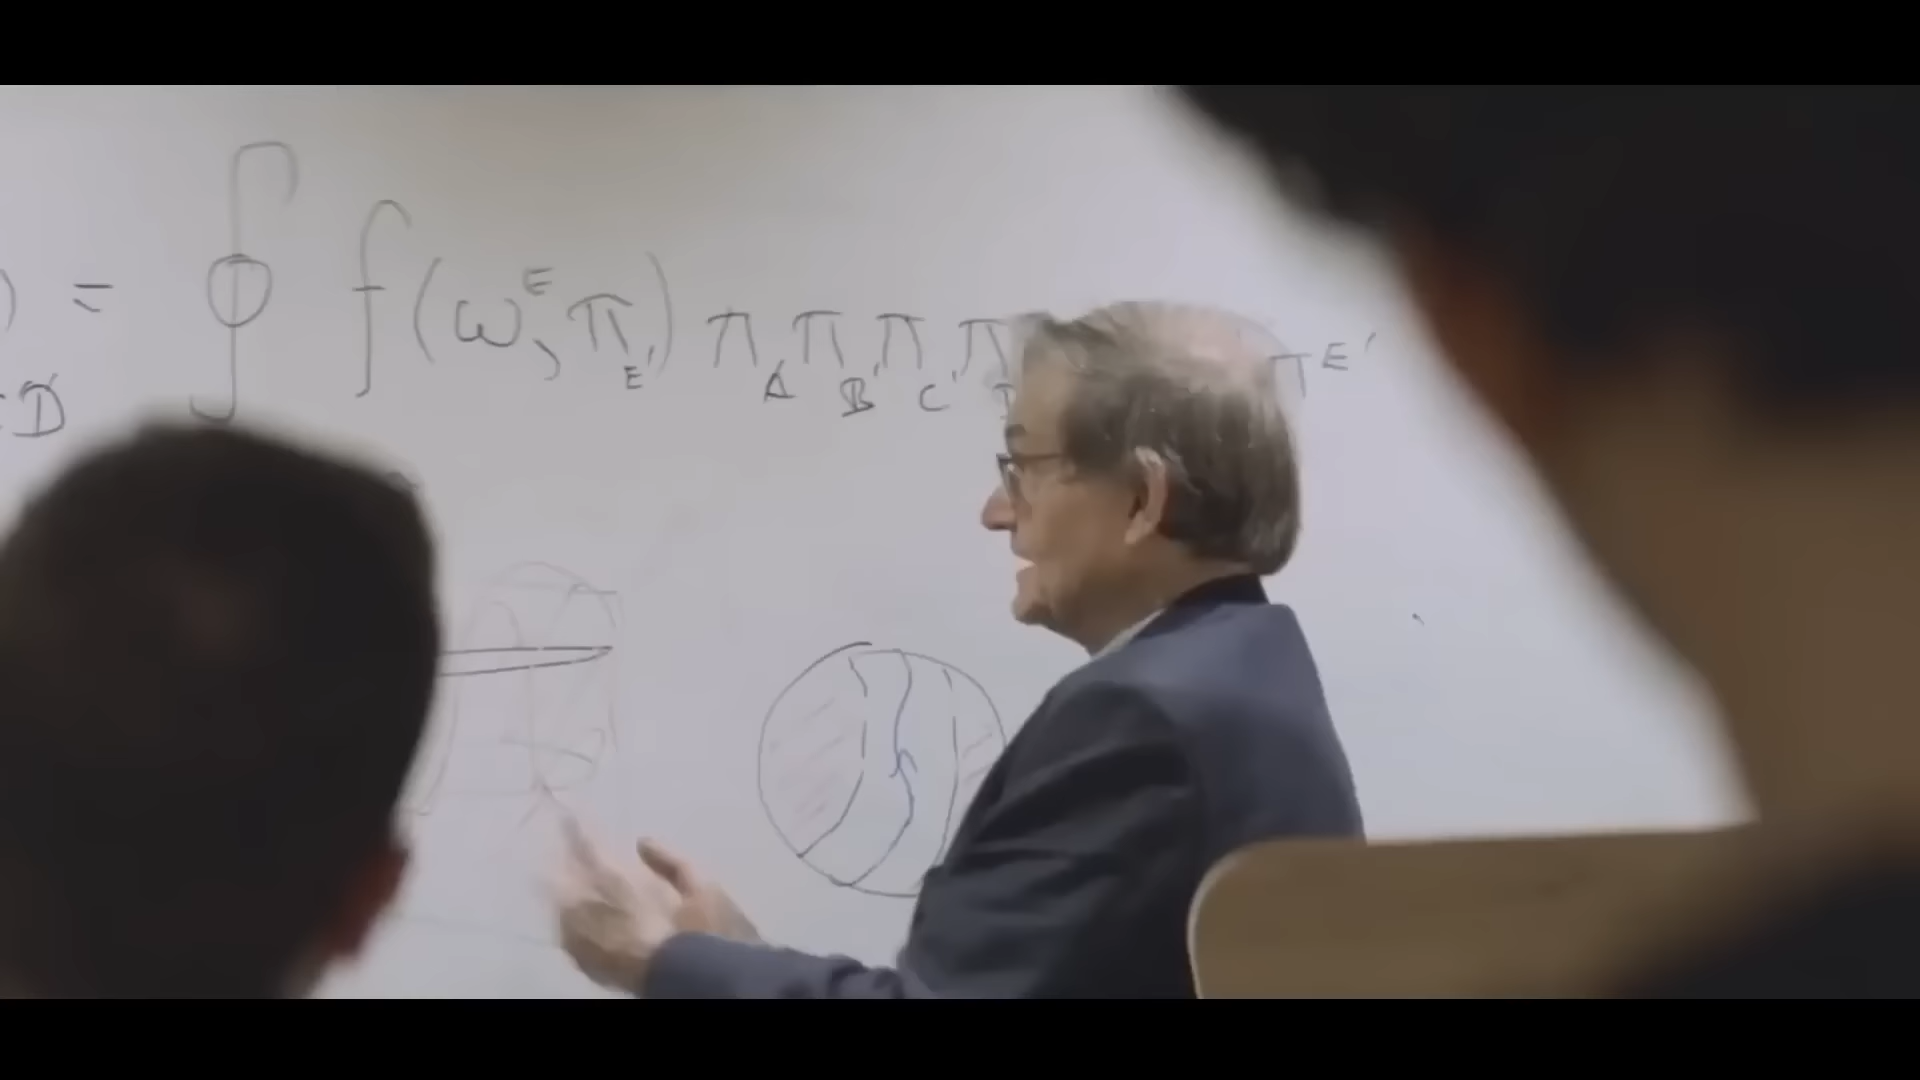 ) = ∮ f(ω^E, π_E') π_A' π_B' π_C' π π^E'
D